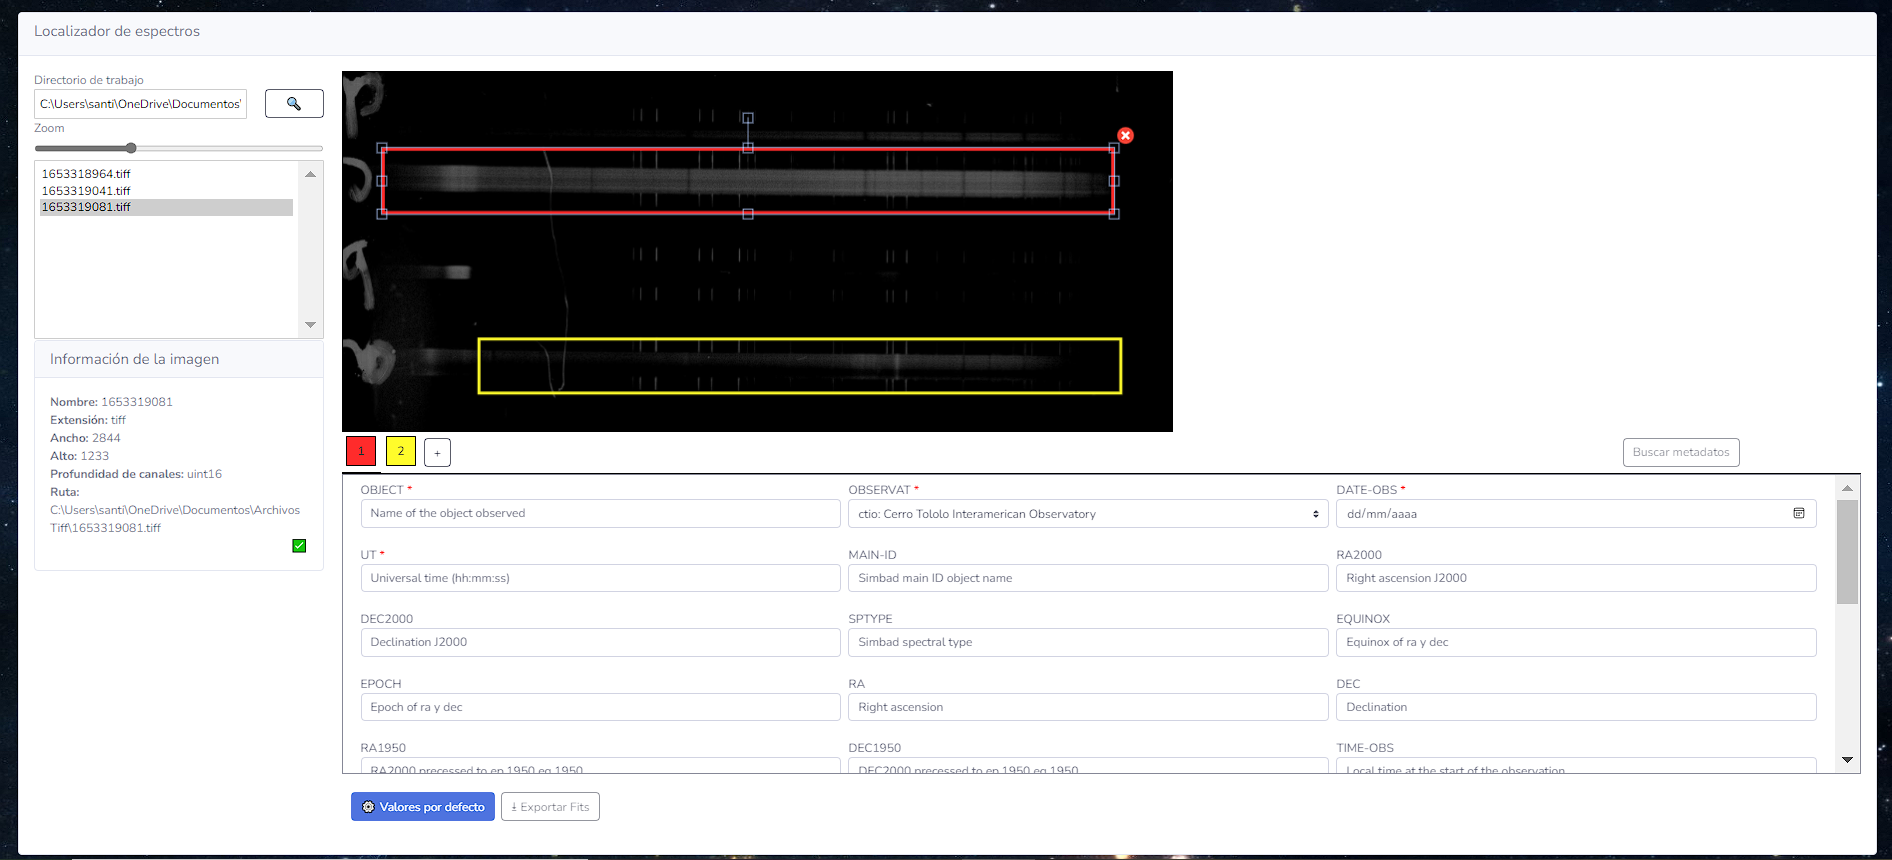 Localizador de espectros
Directorio de trabajo
C:\Users\santi\OneDrive\Documentos\
Zoom
1653318964.tiff
1653319041.tiff
1653319081.tiff
Información de la imagen
Nombre: 1653319081
Extensión: tiff
Ancho: 2844
Alto: 1233
Profundidad de canales: uint16
Ruta:
C:\Users\santi\OneDrive\Documentos\Archivos
Tiff\1653319081.tiff
1 2 +
Buscar metadatos
OBJECT * OBSERVAT * DATE-OBS *
Name of the object observed ctio: Cerro Tololo Interamerican Observatory dd/mm/aaaa
UT * MAIN-ID RA2000
Universal time (hh:mm:ss) Simbad main ID object name Right ascension J2000
DEC2000 SPTYPE EQUINOX
Declination J2000 Simbad spectral type Equinox of ra y dec
EPOCH RA DEC
Epoch of ra y dec Right ascension Declination
RA1950 DEC1950 TIME-OBS
RA2000 precessed to ep 1950 eq 1950 DEC2000 precessed to ep 1950 eq 1950 Local time at the start of the observation
Valores por defecto Exportar Fits